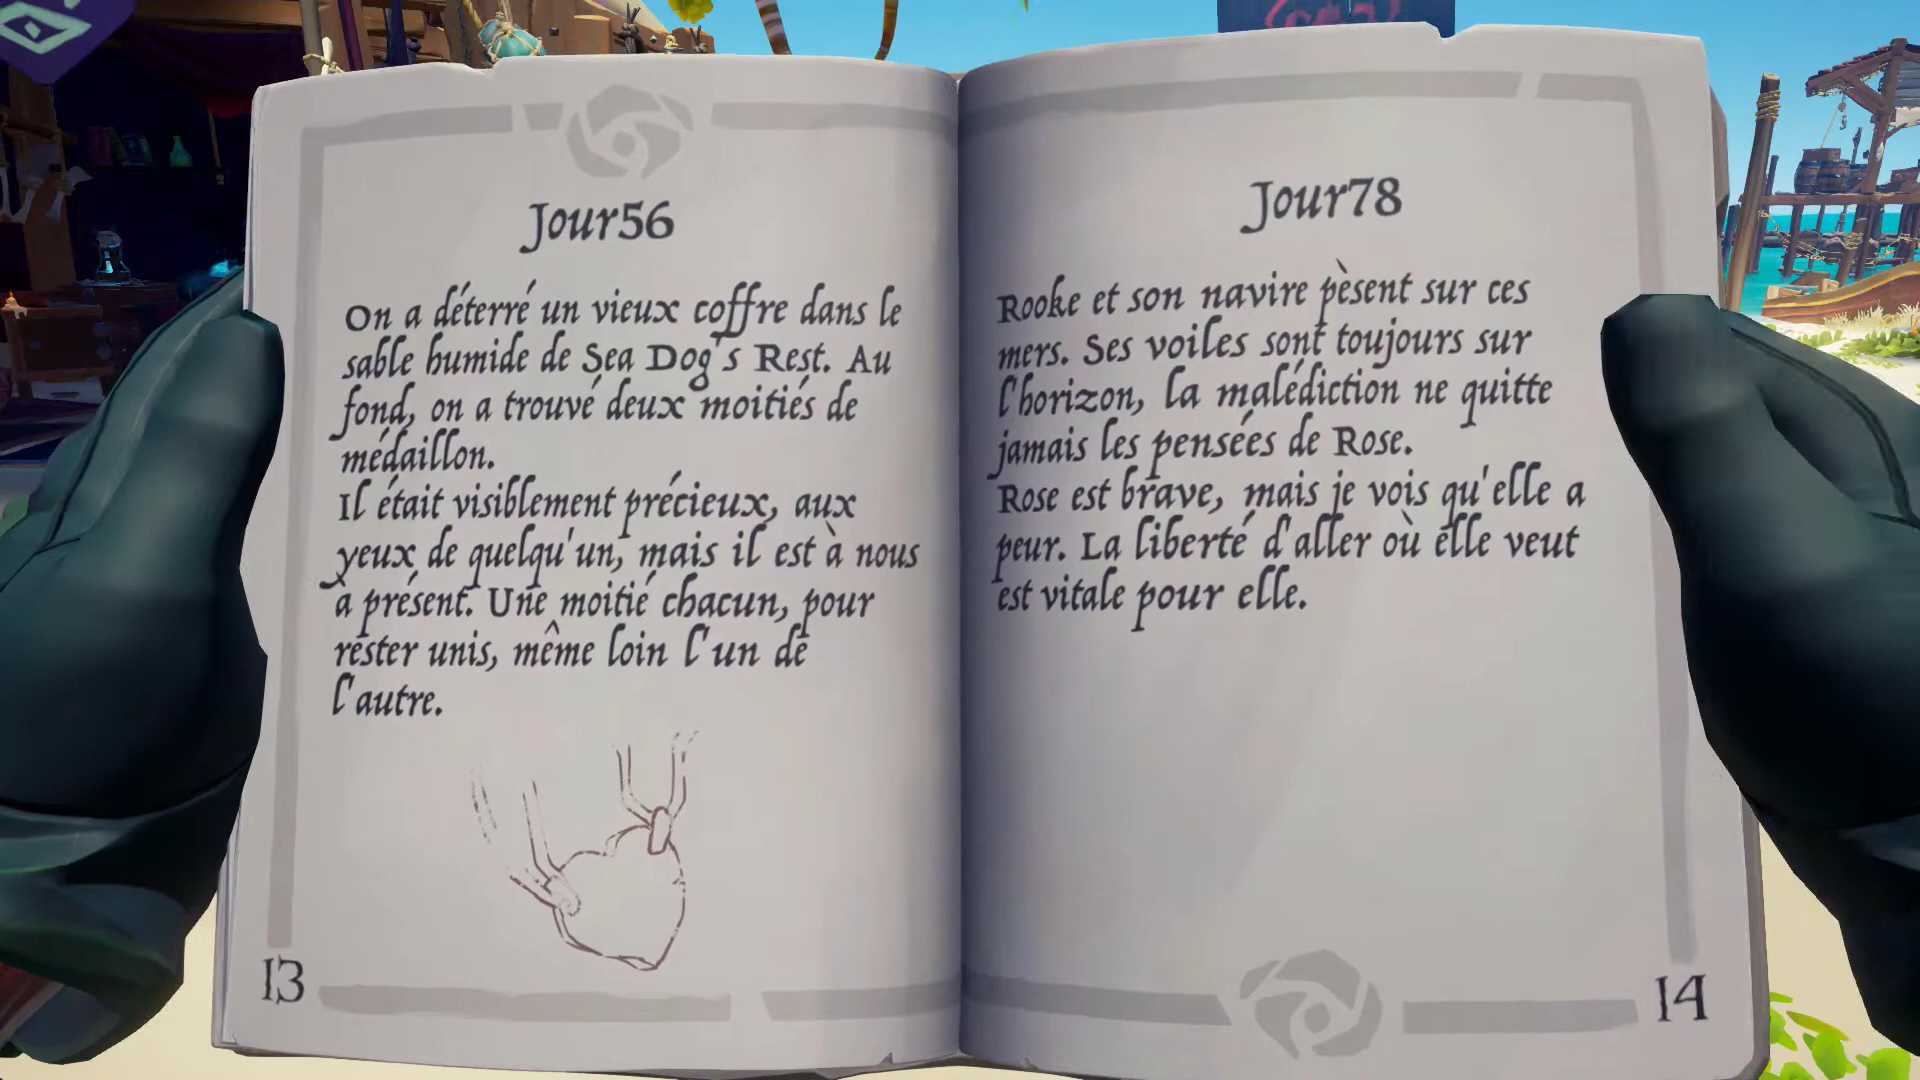 Jour56
On a déterré un vieux coffre dans le
sable humide de Sea Dog's Rest. Au
fond, on a trouvé deux moitiés de
médaillon.
Il était visiblement précieux, aux
yeux de quelqu'un, mais il est à nous
a présent. Une moitié chacun, pour
rester unis, même loin l'un de
l'autre.
13
Jour78
Rooke et son navire pèsent sur ces
mers. Ses voiles sont toujours sur
l'horizon, la malédiction ne quitte
jamais les pensées de Rose.
Rose est brave, mais je vois qu'elle a
peur. La liberté d'aller où elle veut
est vitale pour elle.
14